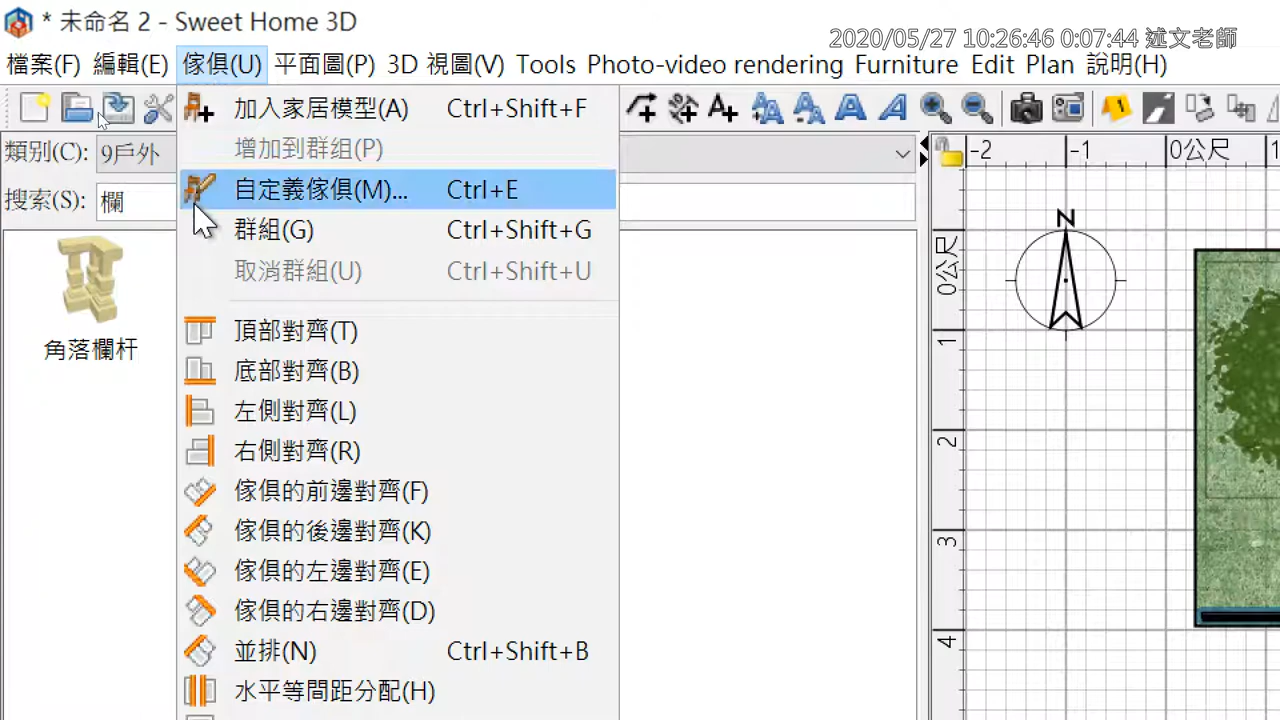 * 未命名 2 - Sweet Home 3D
2020/05/27 10:26:46 0:07:44 述文老師
檔案(F) 編輯(E) 傢俱(U) 平面圖(P) 3D 視圖(V) Tools Photo-video rendering Furniture Edit Plan 說明(H)
加入家居模型(A) Ctrl+Shift+F
類別(C): 9戶外
增加到群組(P)
-2 -1 0公尺 1
自定義傢俱(M)... Ctrl+E
搜索(S): 欄
群組(G) Ctrl+Shift+G
N
取消群組(U) Ctrl+Shift+U
0公尺
頂部對齊(T)
1
角落欄杆
底部對齊(B)
左側對齊(L)
2
右側對齊(R)
傢俱的前邊對齊(F)
傢俱的後邊對齊(K)
3
傢俱的左邊對齊(E)
傢俱的右邊對齊(D)
4
並排(N) Ctrl+Shift+B
水平等間距分配(H)